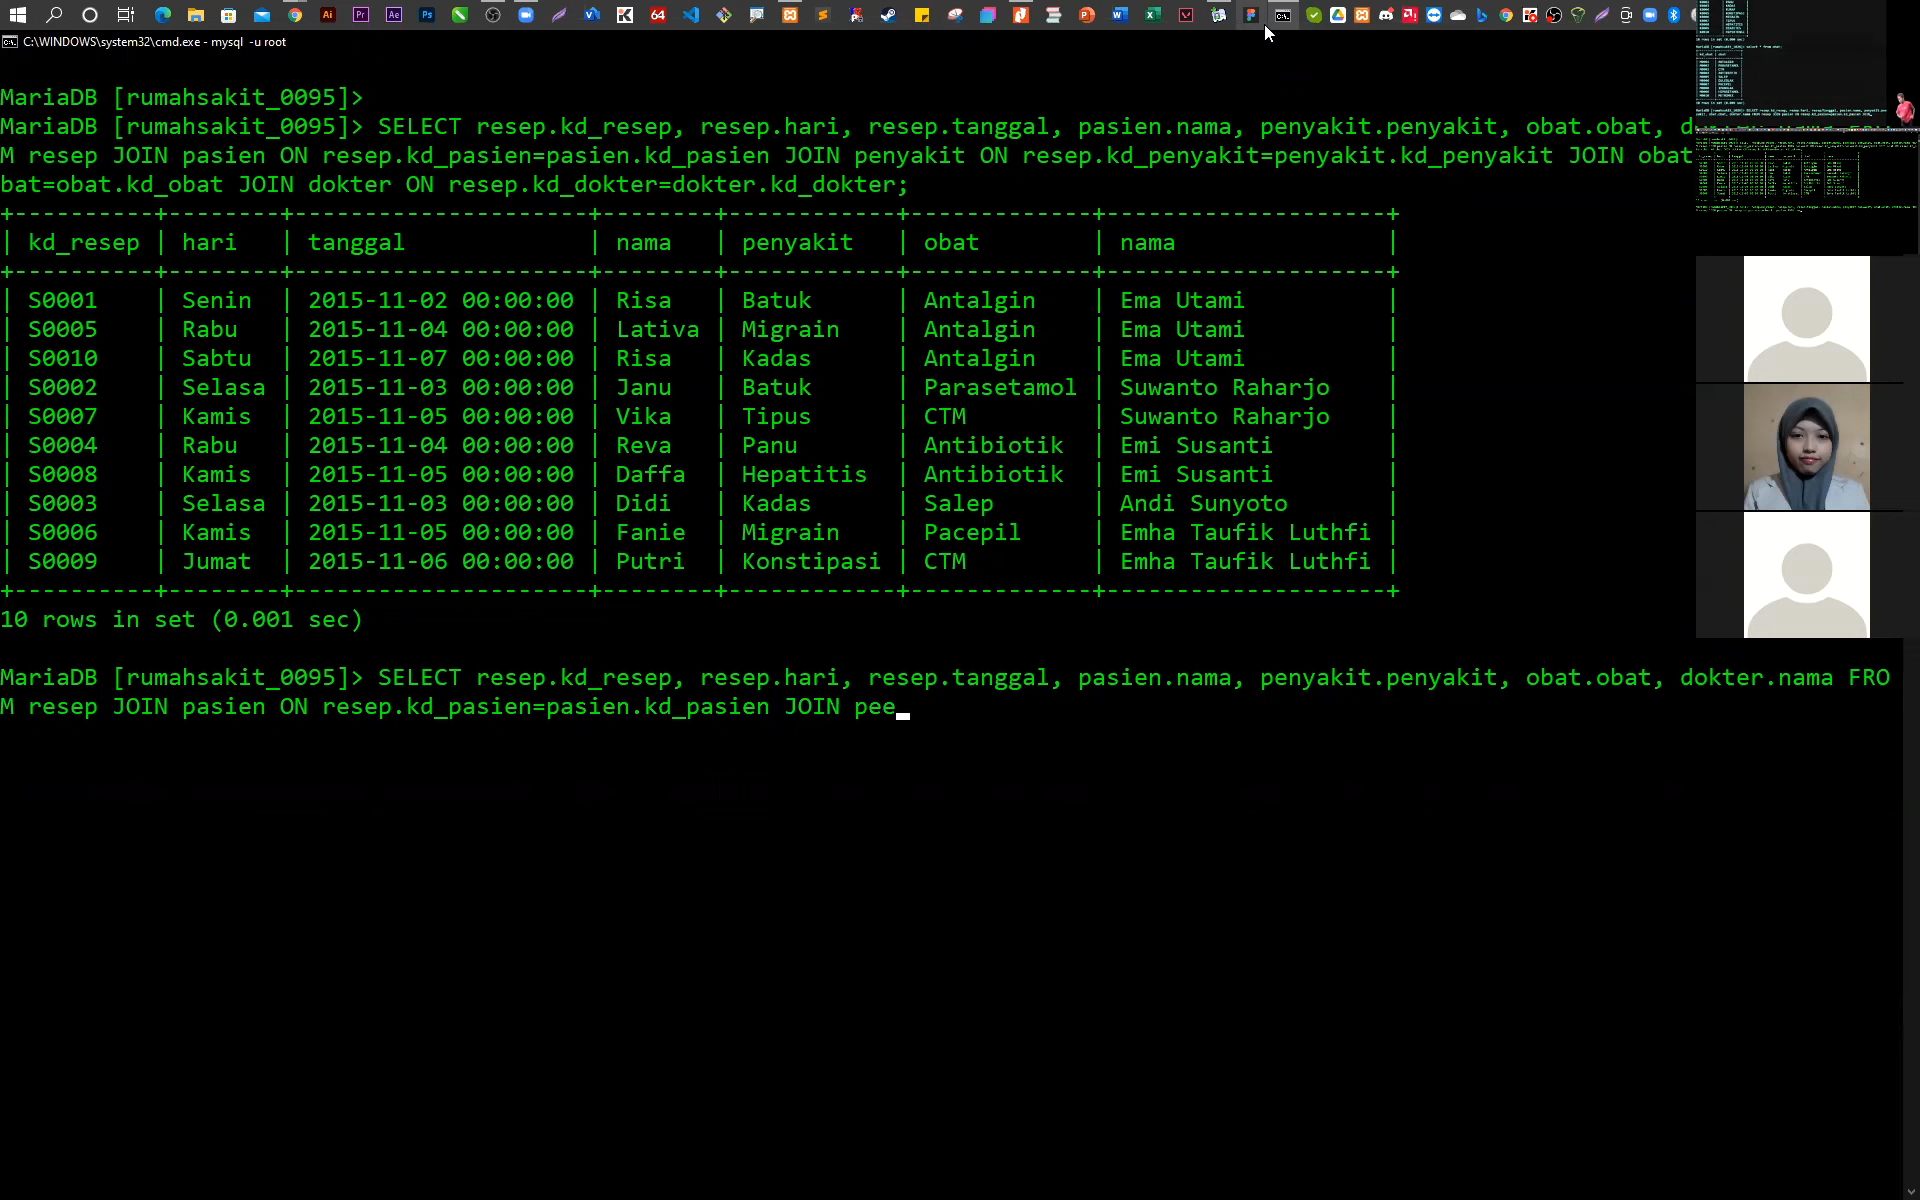 C:\WINDOWS\system32\cmd.exe - mysql -u root
MariaDB [rumahsakit_0095]>
MariaDB [rumahsakit_0095]> SELECT resep.kd_resep, resep.hari, resep.tanggal, pasien.nama, penyakit.penyakit, obat.obat, d
M resep JOIN pasien ON resep.kd_pasien=pasien.kd_pasien JOIN penyakit ON resep.kd_penyakit=penyakit.kd_penyakit JOIN obat
bat=obat.kd_obat JOIN dokter ON resep.kd_dokter=dokter.kd_dokter;
+----------+--------+---------------------+--------+------------+-------------+--------------------+
| kd_resep | hari   | tanggal             | nama   | penyakit   | obat        | nama               |
+----------+--------+---------------------+--------+------------+-------------+--------------------+
| S0001    | Senin  | 2015-11-02 00:00:00 | Risa   | Batuk      | Antalgin    | Ema Utami          |
| S0005    | Rabu   | 2015-11-04 00:00:00 | Lativa | Migrain    | Antalgin    | Ema Utami          |
| S0010    | Sabtu  | 2015-11-07 00:00:00 | Risa   | Kadas      | Antalgin    | Ema Utami          |
| S0002    | Selasa | 2015-11-03 00:00:00 | Janu   | Batuk      | Parasetamol | Suwanto Raharjo    |
| S0007    | Kamis  | 2015-11-05 00:00:00 | Vika   | Tipus      | CTM         | Suwanto Raharjo    |
| S0004    | Rabu   | 2015-11-04 00:00:00 | Reva   | Panu       | Antibiotik  | Emi Susanti        |
| S0008    | Kamis  | 2015-11-05 00:00:00 | Daffa  | Hepatitis  | Antibiotik  | Emi Susanti        |
| S0003    | Selasa | 2015-11-03 00:00:00 | Didi   | Kadas      | Salep       | Andi Sunyoto       |
| S0006    | Kamis  | 2015-11-05 00:00:00 | Fanie  | Migrain    | Pacepil     | Emha Taufik Luthfi |
| S0009    | Jumat  | 2015-11-06 00:00:00 | Putri  | Konstipasi | CTM         | Emha Taufik Luthfi |
+----------+--------+---------------------+--------+------------+-------------+--------------------+
10 rows in set (0.001 sec)
MariaDB [rumahsakit_0095]> SELECT resep.kd_resep, resep.hari, resep.tanggal, pasien.nama, penyakit.penyakit, obat.obat, dokter.nama FRO
M resep JOIN pasien ON resep.kd_pasien=pasien.kd_pasien JOIN pee